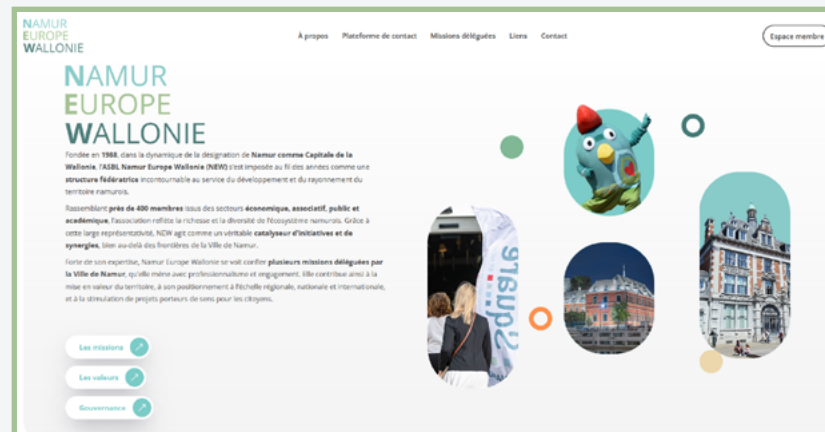 NAMUR
EUROPE
WALLONIE
À propos
Plateforme de contact
Missions déléguées
Liens
Contact
Espace membre
NAMUR
EUROPE
WALLONIE
Fondée en 1988, dans la dynamique de la désignation de Namur comme Capitale de la
Wallonie, l'ASBL Namur Europe Wallonie (NEW) s'est imposée au fil des années comme une
structure fédératrice incontournable au service du développement et du rayonnement du
territoire namurois.
Rassemblant près de 400 membres issus des secteurs économique, associatif, public et
académique, l'association reflète la richesse et la diversité de l'écosystème namurois. Grâce à
cette large représentativité, NEW agit comme un véritable catalyseur d'initiatives et de
synergies, bien au-delà des frontières de la Ville de Namur.
Forte de son expertise, Namur Europe Wallonie se voit confier plusieurs missions déléguées par
la Ville de Namur, qu'elle mène avec professionnalisme et engagement. Elle contribue ainsi à la
mise en valeur du territoire, à son positionnement à l'échelle régionale, nationale et internationale,
et à la stimulation de projets porteurs de sens pour les citoyens.
Les missions
Les valeurs
Gouvernance